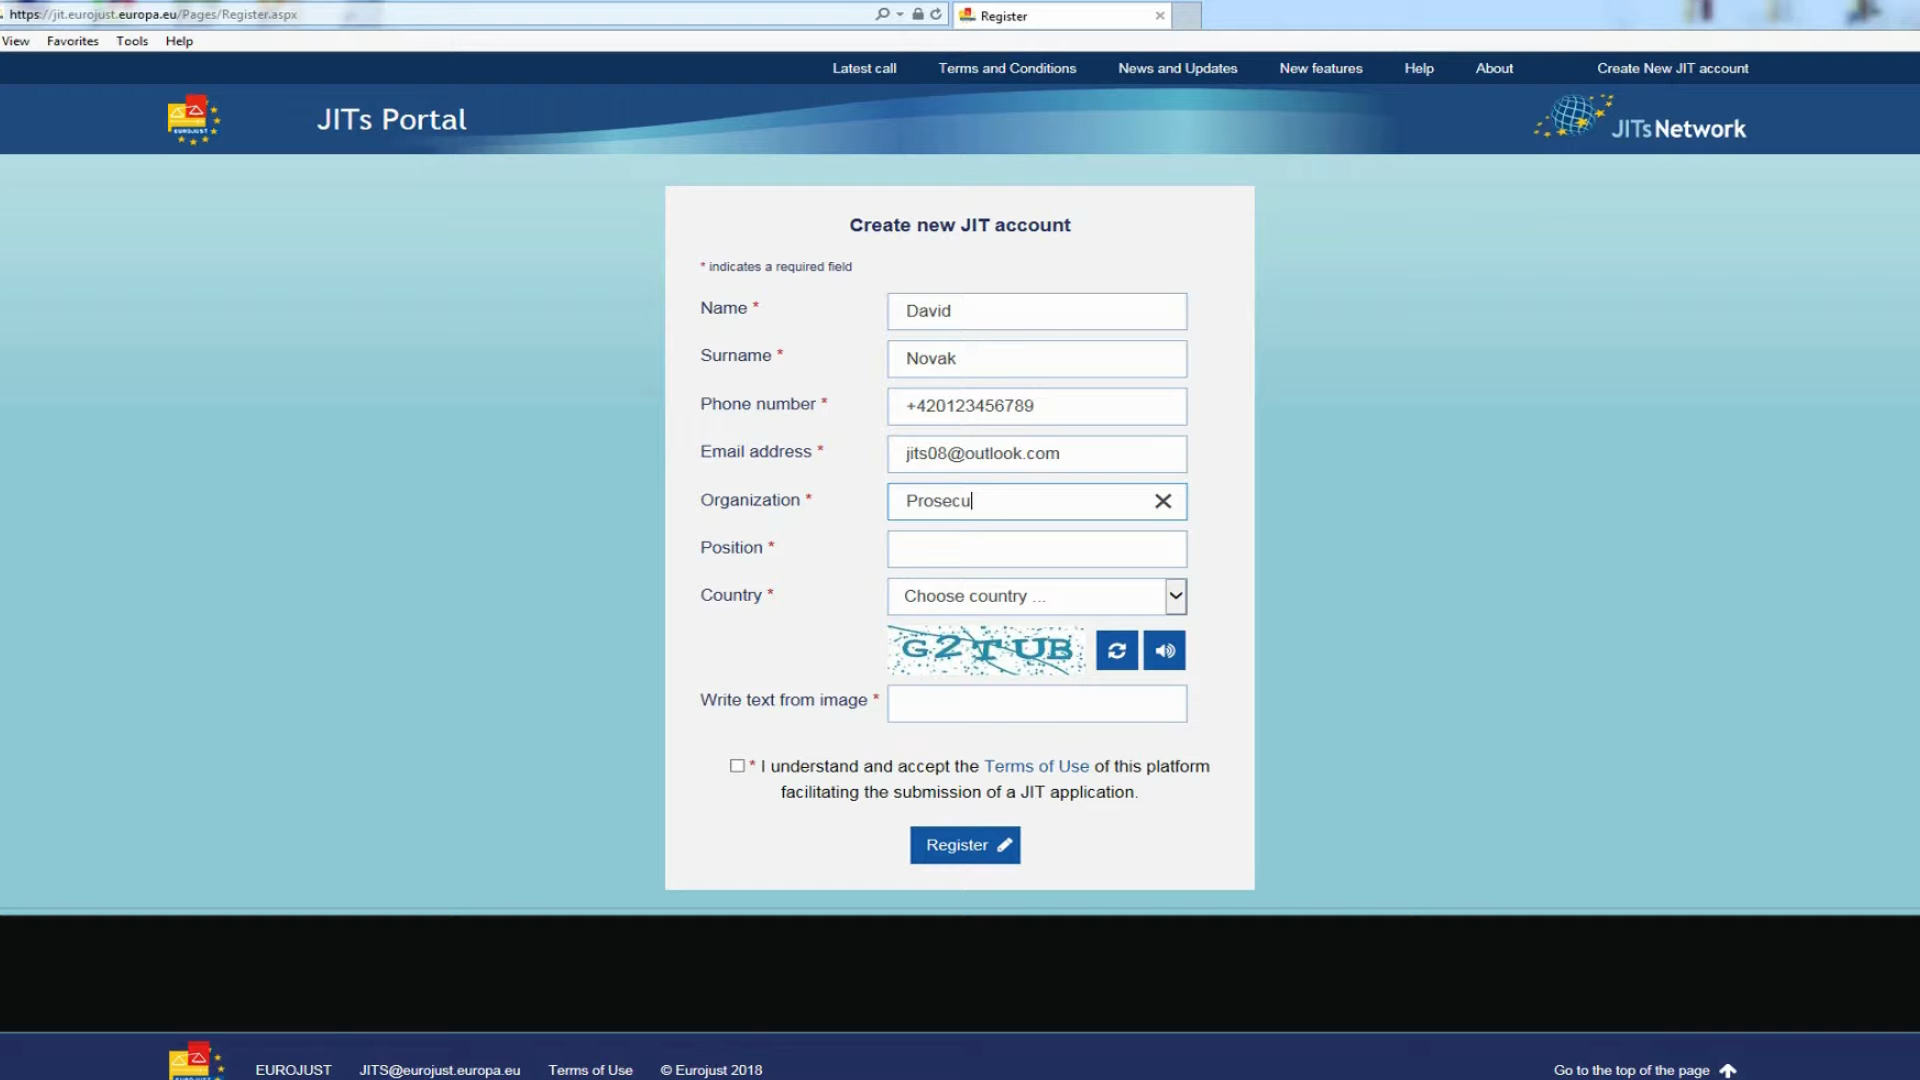 https://jit.eurojust.europa.eu/Pages/Register.aspx
Register
View Favorites Tools Help
Latest call Terms and Conditions News and Updates New features Help About Create New JIT account
EUROJUST
JITs Portal
JITsNetwork
Create new JIT account
* indicates a required field
Name * David
Surname * Novak
Phone number * +420123456789
Email address * jits08@outlook.com
Organization * Prosecu
Position *
Country * Choose country ...
G2TUB
Write text from image *
* I understand and accept the Terms of Use of this platform
facilitating the submission of a JIT application.
Register
EUROJUST
EUROJUST JITS@eurojust.europa.eu Terms of Use © Eurojust 2018 Go to the top of the page